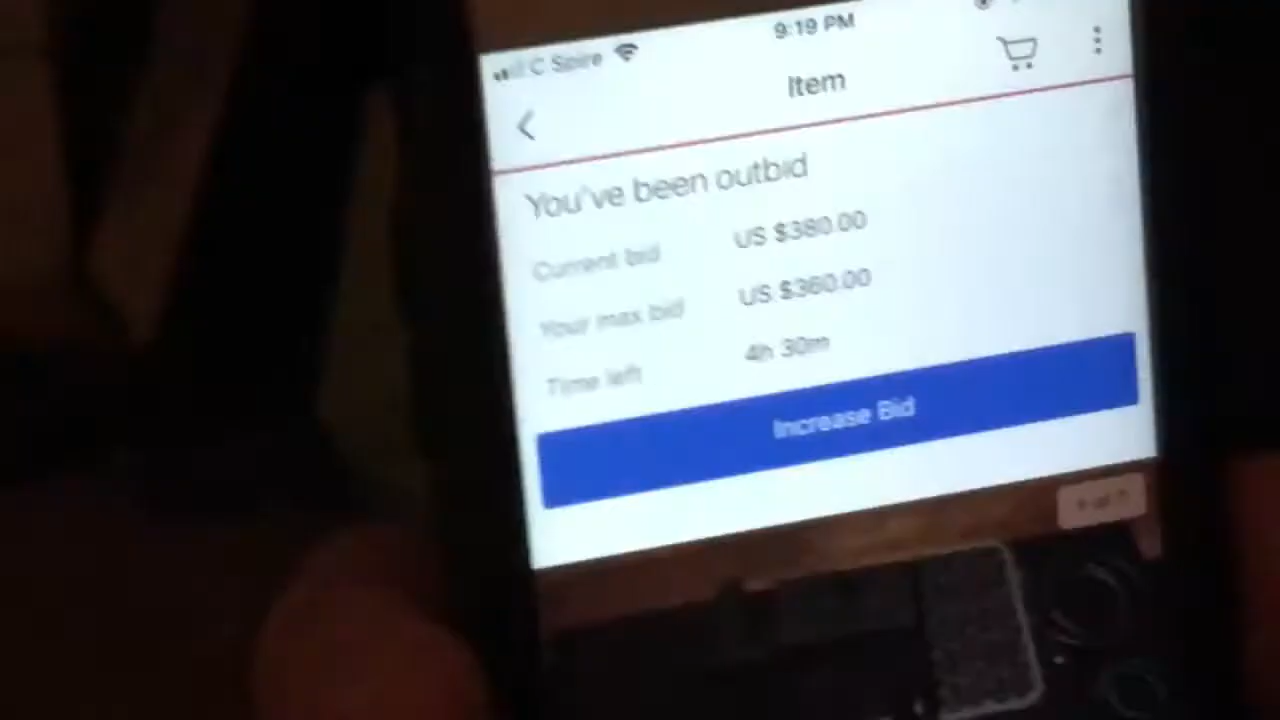 C Spire
9:19 PM
Item
You've been outbid
Current bid US $380.00
Your max bid US $360.00
Time left 4h 30m
Increase Bid